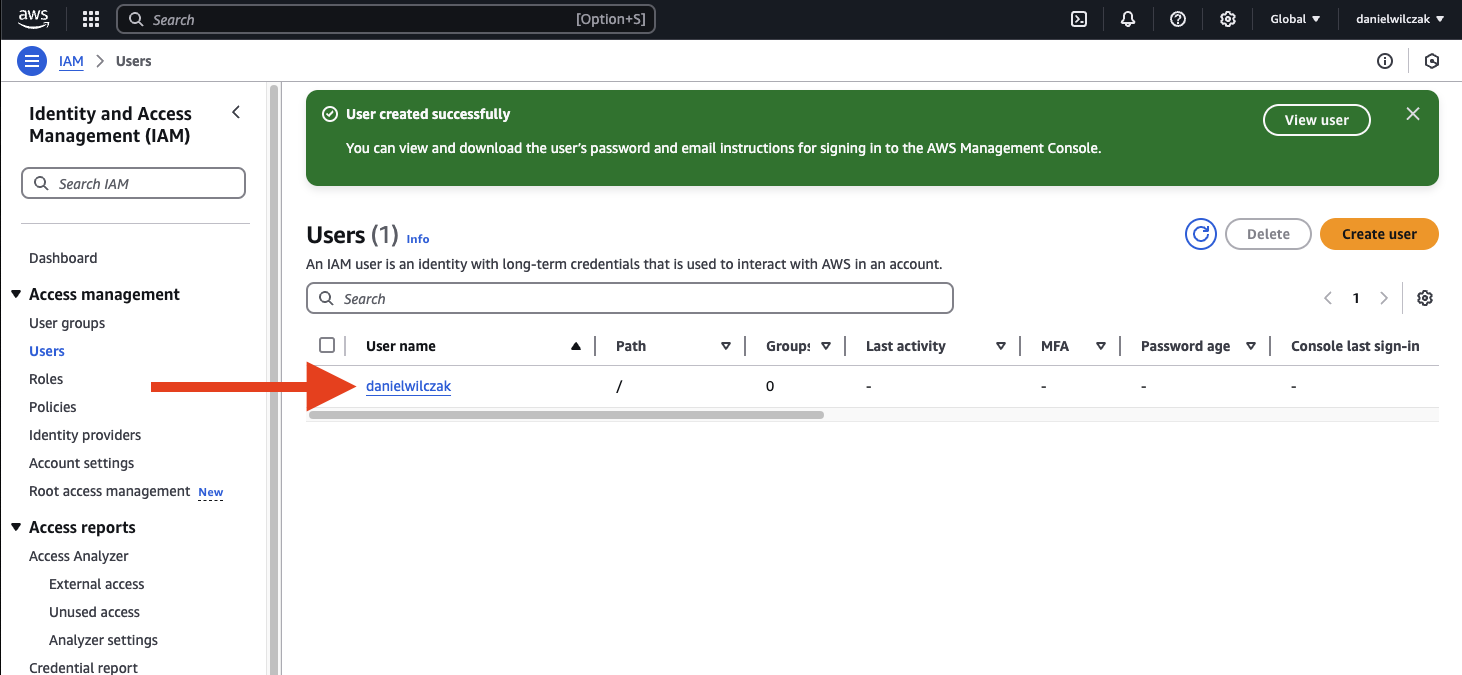 aws
Search [Option+S]
Global
danielwilczak
IAM > Users
Identity and Access
Management (IAM)
Search IAM
Dashboard
Access management
User groups
Users
Roles
Policies
Identity providers
Account settings
Root access management New
Access reports
Access Analyzer
External access
Unused access
Analyzer settings
Credential report
User created successfully
You can view and download the user's password and email instructions for signing in to the AWS Management Console.
View user
Users (1) Info
Delete
Create user
An IAM user is an identity with long-term credentials that is used to interact with AWS in an account.
Search
1
User name Path Groups Last activity MFA Password age Console last sign-in
danielwilczak / 0 - - - -